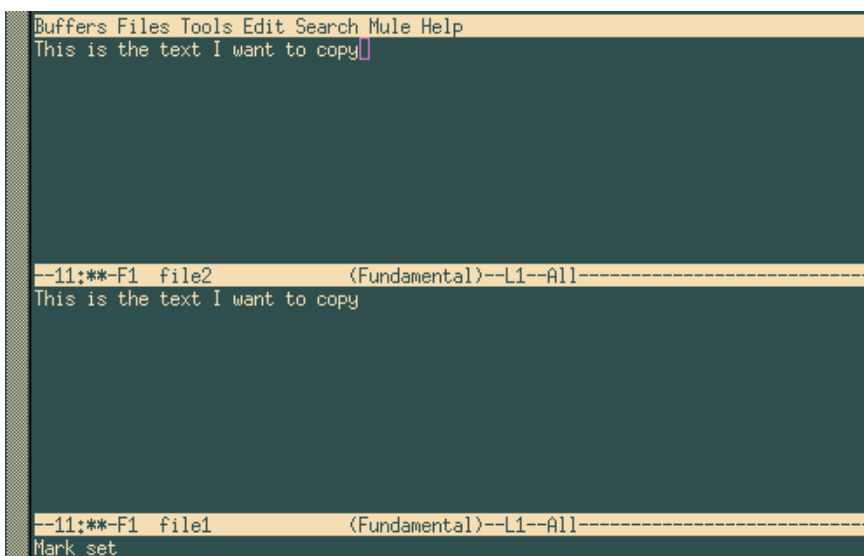 Buffers Files Tools Edit Search Mule Help
This is the text I want to copy
--11:**-F1  file2             (Fundamental)--L1--All----------------------------
This is the text I want to copy
--11:**-F1  file1             (Fundamental)--L1--All----------------------------
Mark set